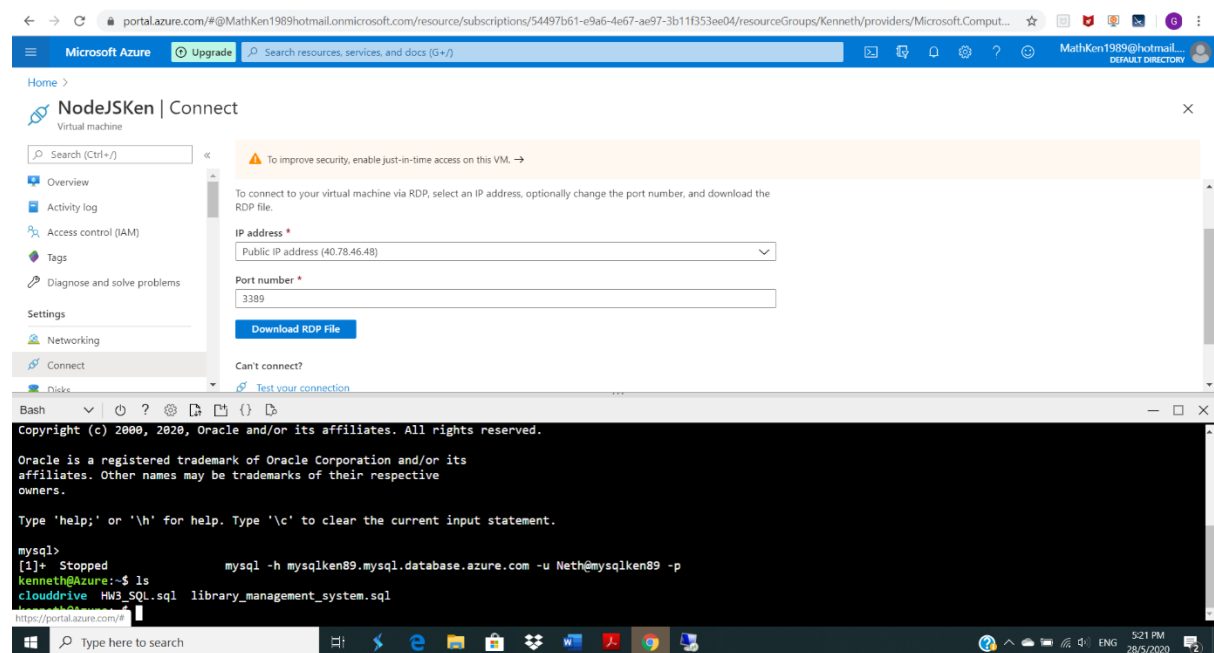 portal.azure.com/#@MathKen1989hotmail.onmicrosoft.com/resource/subscriptions/54497b61-e9a6-4e67-ae97-3b11f353ee04/resourceGroups/Kenneth/providers/Microsoft.Comput...
G
Microsoft Azure
Upgrade
Search resources, services, and docs (G+/)
MathKen1989@hotmail....
DEFAULT DIRECTORY
Home >
NodeJSKen | Connect
Virtual machine
Search (Ctrl+/)
«
To improve security, enable just-in-time access on this VM. →
Overview
Activity log
Access control (IAM)
Tags
Diagnose and solve problems
Settings
Networking
Connect
Disks
To connect to your virtual machine via RDP, select an IP address, optionally change the port number, and download the
RDP file.
IP address *
Public IP address (40.78.46.48)
Port number *
3389
Download RDP File
Can't connect?
Test your connection
Bash
Copyright (c) 2000, 2020, Oracle and/or its affiliates. All rights reserved.
Oracle is a registered trademark of Oracle Corporation and/or its
affiliates. Other names may be trademarks of their respective
owners.
Type 'help;' or '\h' for help. Type '\c' to clear the current input statement.
mysql>
[1]+  Stopped                 mysql -h mysqlken89.mysql.database.azure.com -u Neth@mysqlken89 -p
kenneth@Azure:~$ ls
clouddrive  HW3_SQL.sql  library_management_system.sql
https://portal.azure.com/#
Type here to search
ENG
5:21 PM
28/5/2020
2